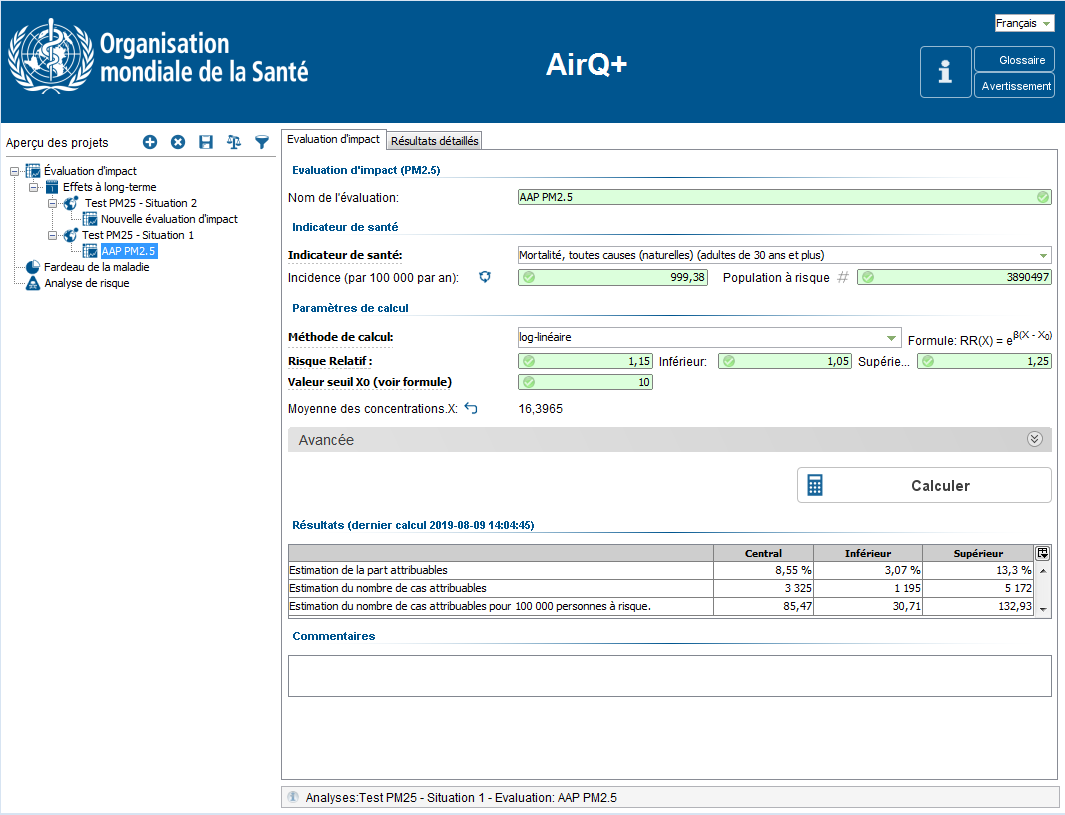 Organisation
mondiale de la Santé
AirQ+
Français
Glossaire
Avertissement
Aperçu des projets
Évaluation d'impact
Effets à long-terme
Test PM25 - Situation 2
Nouvelle évaluation d'impact
Test PM25 - Situation 1
AAP PM2.5
Fardeau de la maladie
Analyse de risque
Evaluation d'impact Résultats détaillés
Evaluation d'impact (PM2.5)
Nom de l'évaluation: AAP PM2.5
Indicateur de santé
Indicateur de santé: Mortalité, toutes causes (naturelles) (adultes de 30 ans et plus)
Incidence (par 100 000 par an): 999,38 Population à risque # 3890497
Paramètres de calcul
Méthode de calcul: log-linéaire Formule: RR(X) = e^β(X - X₀)
Risque Relatif : 1,15 Inférieur: 1,05 Supérie... 1,25
Valeur seuil X0 (voir formule) 10
Moyenne des concentrations.X: 16,3965
Avancée
Calculer
Résultats (dernier calcul 2019-08-09 14:04:45)
Central Inférieur Supérieur
Estimation de la part attribuables 8,55 % 3,07 % 13,3 %
Estimation du nombre de cas attribuables 3 325 1 195 5 172
Estimation du nombre de cas attribuables pour 100 000 personnes à risque. 85,47 30,71 132,93
Commentaires
Analyses:Test PM25 - Situation 1 - Evaluation: AAP PM2.5